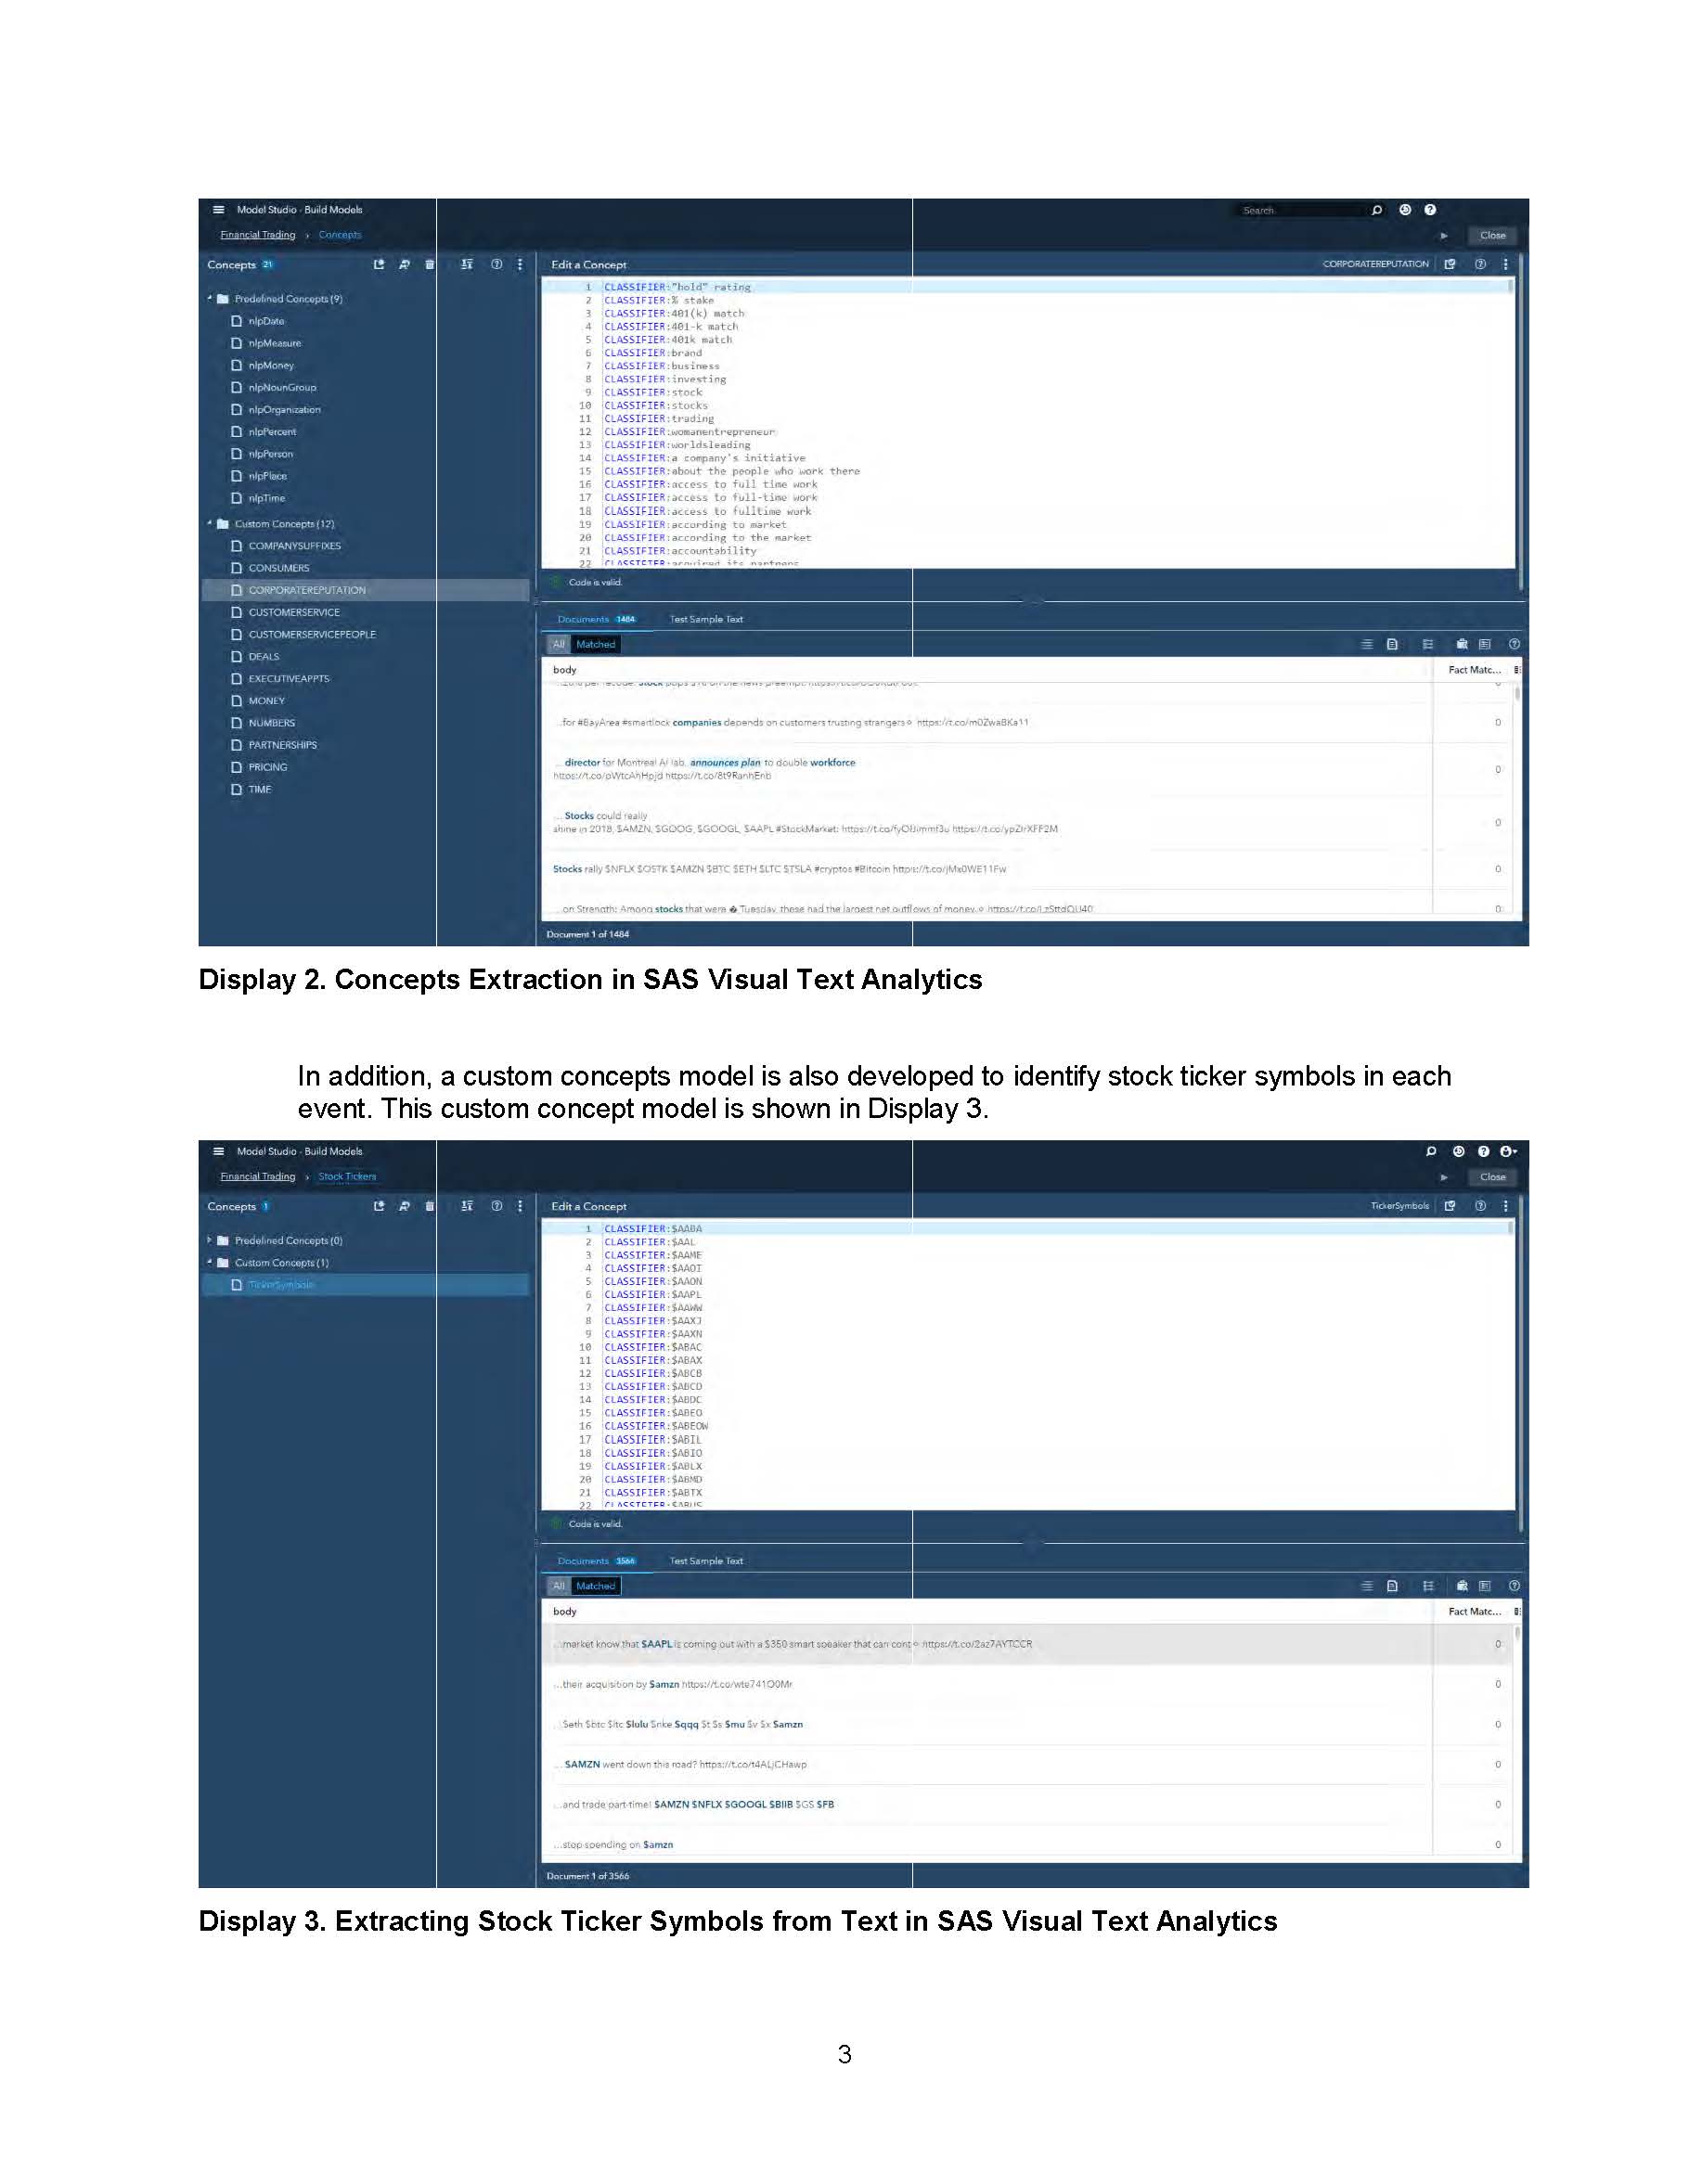 Model Studio - Build Models
Search
Financial Trading › Concepts
Close
Concepts 21
Predefined Concepts (9)
nlpDate
nlpMeasure
nlpMoney
nlpNounGroup
nlpOrganization
nlpPercent
nlpPerson
nlpPlace
nlpTime
Custom Concepts (12)
COMPANYSUFFIXES
CONSUMERS
CORPORATEREPUTATION
CUSTOMERSERVICE
CUSTOMERSERVICEPEOPLE
DEALS
EXECUTIVEAPPTS
MONEY
NUMBERS
PARTNERSHIPS
PRICING
TIME
Edit a Concept
CORPORATEREPUTATION
1 CLASSIFIER:"hold" rating
2 CLASSIFIER:% stake
3 CLASSIFIER:401(k) match
4 CLASSIFIER:401-k match
5 CLASSIFIER:401k match
6 CLASSIFIER:brand
7 CLASSIFIER:business
8 CLASSIFIER:investing
9 CLASSIFIER:stock
10 CLASSIFIER:stocks
11 CLASSIFIER:trading
12 CLASSIFIER:womanentrepreneur
13 CLASSIFIER:worldsleading
14 CLASSIFIER:a company's initiative
15 CLASSIFIER:about the people who work there
16 CLASSIFIER:access to full time work
17 CLASSIFIER:access to full-time work
18 CLASSIFIER:access to fulltime work
19 CLASSIFIER:according to market
20 CLASSIFIER:according to the market
21 CLASSIFIER:accountability
22 CLASSIFIER:acquired its partners
Code is valid.
Documents 1484 Test Sample Text
All Matched
body Fact Matc...
...for #BayArea #smartlock companies depends on customers trusting strangers https://t.co/m0ZwaBKa11 0
... director for Montreal AI lab, announces plan to double workforce
https://t.co/pWtcAhHpjd https://t.co/8t9RanhEnb 0
... Stocks could really
shine in 2018, $AMZN, $GOOG, $GOOGL, $AAPL #StockMarket: 0
Stocks rally $NFLX $OSTK $AMZN $BTC $ETH $LTC $TSLA #cryptos #Bitcoin https://t.co/jMx0WE11Fw 0
...on Strength: Among stocks that were � Tuesday, these had the largest net outflows of money. 0
Document 1 of 1484
Display 2. Concepts Extraction in SAS Visual Text Analytics
In addition, a custom concepts model is also developed to identify stock ticker symbols in each
event. This custom concept model is shown in Display 3.
Model Studio - Build Models
Financial Trading › Stock Tickers
Close
Concepts 1
Predefined Concepts (0)
Custom Concepts (1)
TickerSymbols
Edit a Concept
TickerSymbols
1 CLASSIFIER:$AABA
2 CLASSIFIER:$AAL
3 CLASSIFIER:$AAME
4 CLASSIFIER:$AAOI
5 CLASSIFIER:$AAON
6 CLASSIFIER:$AAPL
7 CLASSIFIER:$AAWW
8 CLASSIFIER:$AAXJ
9 CLASSIFIER:$AAXN
10 CLASSIFIER:$ABAC
11 CLASSIFIER:$ABAX
12 CLASSIFIER:$ABCB
13 CLASSIFIER:$ABCD
14 CLASSIFIER:$ABDC
15 CLASSIFIER:$ABEO
16 CLASSIFIER:$ABEOW
17 CLASSIFIER:$ABIL
18 CLASSIFIER:$ABIO
19 CLASSIFIER:$ABLX
20 CLASSIFIER:$ABMD
21 CLASSIFIER:$ABTX
22 CLASSIFIER:$ABUS
Code is valid.
Documents 3566 Test Sample Text
All Matched
body Fact Matc...
...market know that $AAPL is coming out with a $350 smart speaker that can cont https://t.co/2az7AYTCCR 0
...their acquisition by $amzn https://t.co/wte741O0Mr 0
...$eth $btc $ltc $lulu $nke $qqq $t $s $mu $v $x $amzn 0
... $AMZN went down this road? https://t.co/t4ALjCHawp 0
...and trade part-time! $AMZN $NFLX $GOOGL $BIIB $GS $FB 0
...stop spending on $amzn 0
Document 1 of 3566
Display 3. Extracting Stock Ticker Symbols from Text in SAS Visual Text Analytics
3